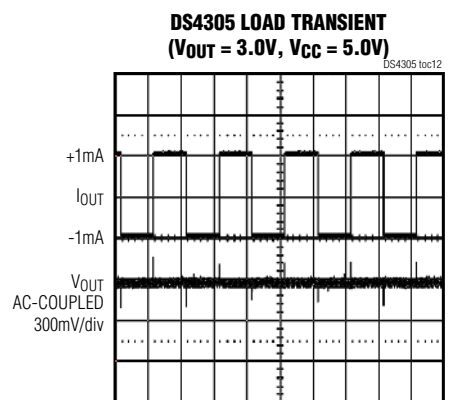 DS4305 LOAD TRANSIENT
(VOUT = 3.0V, VCC = 5.0V)
DS4305 toc12
+1mA
IOUT
-1mA
VOUT
AC-COUPLED
300mV/div